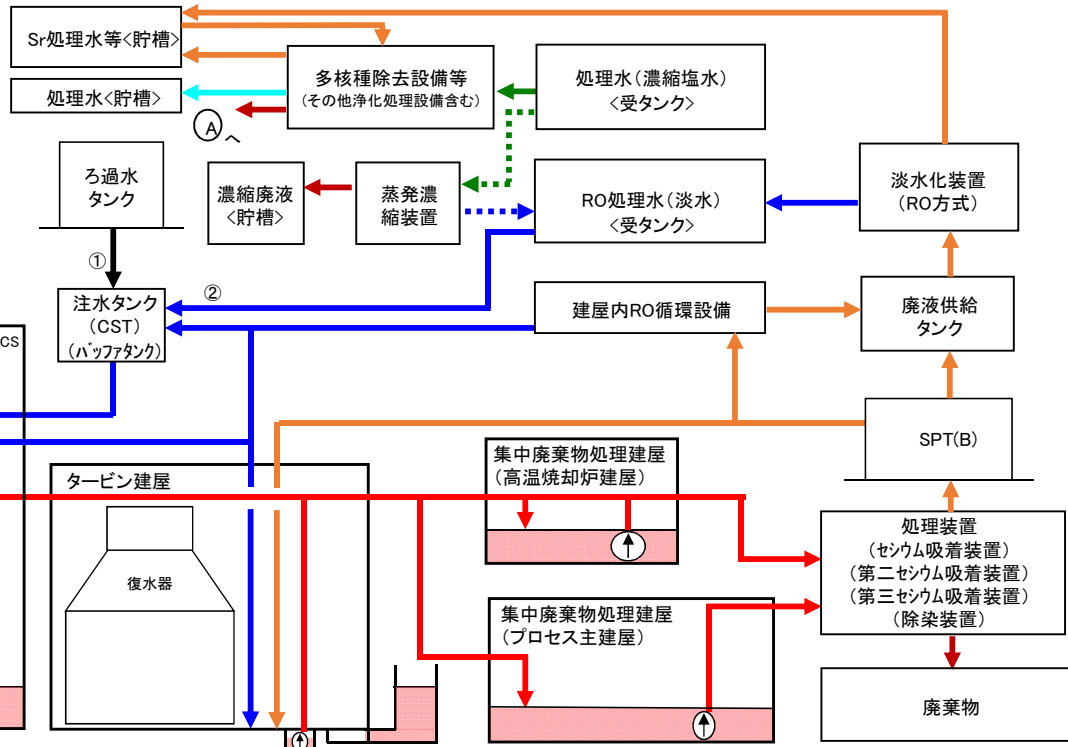 Sr処理水等<貯槽>
処理水<貯槽>
多核種除去設備等
(その他浄化処理設備含む)
処理水(濃縮塩水)
<受タンク>
A
へ
ろ過水
タンク
濃縮廃液
<貯槽>
蒸発濃
縮装置
RO処理水(淡水)
<受タンク>
淡水化装置
(RO方式)
①
②
注水タンク
(CST)
(バッファタンク)
建屋内RO循環設備
廃液供給
タンク
CS
SPT(B)
タービン建屋
復水器
集中廃棄物処理建屋
(高温焼却炉建屋)
集中廃棄物処理建屋
(プロセス主建屋)
処理装置
(セシウム吸着装置)
(第二セシウム吸着装置)
(第三セシウム吸着装置)
(除染装置)
廃棄物